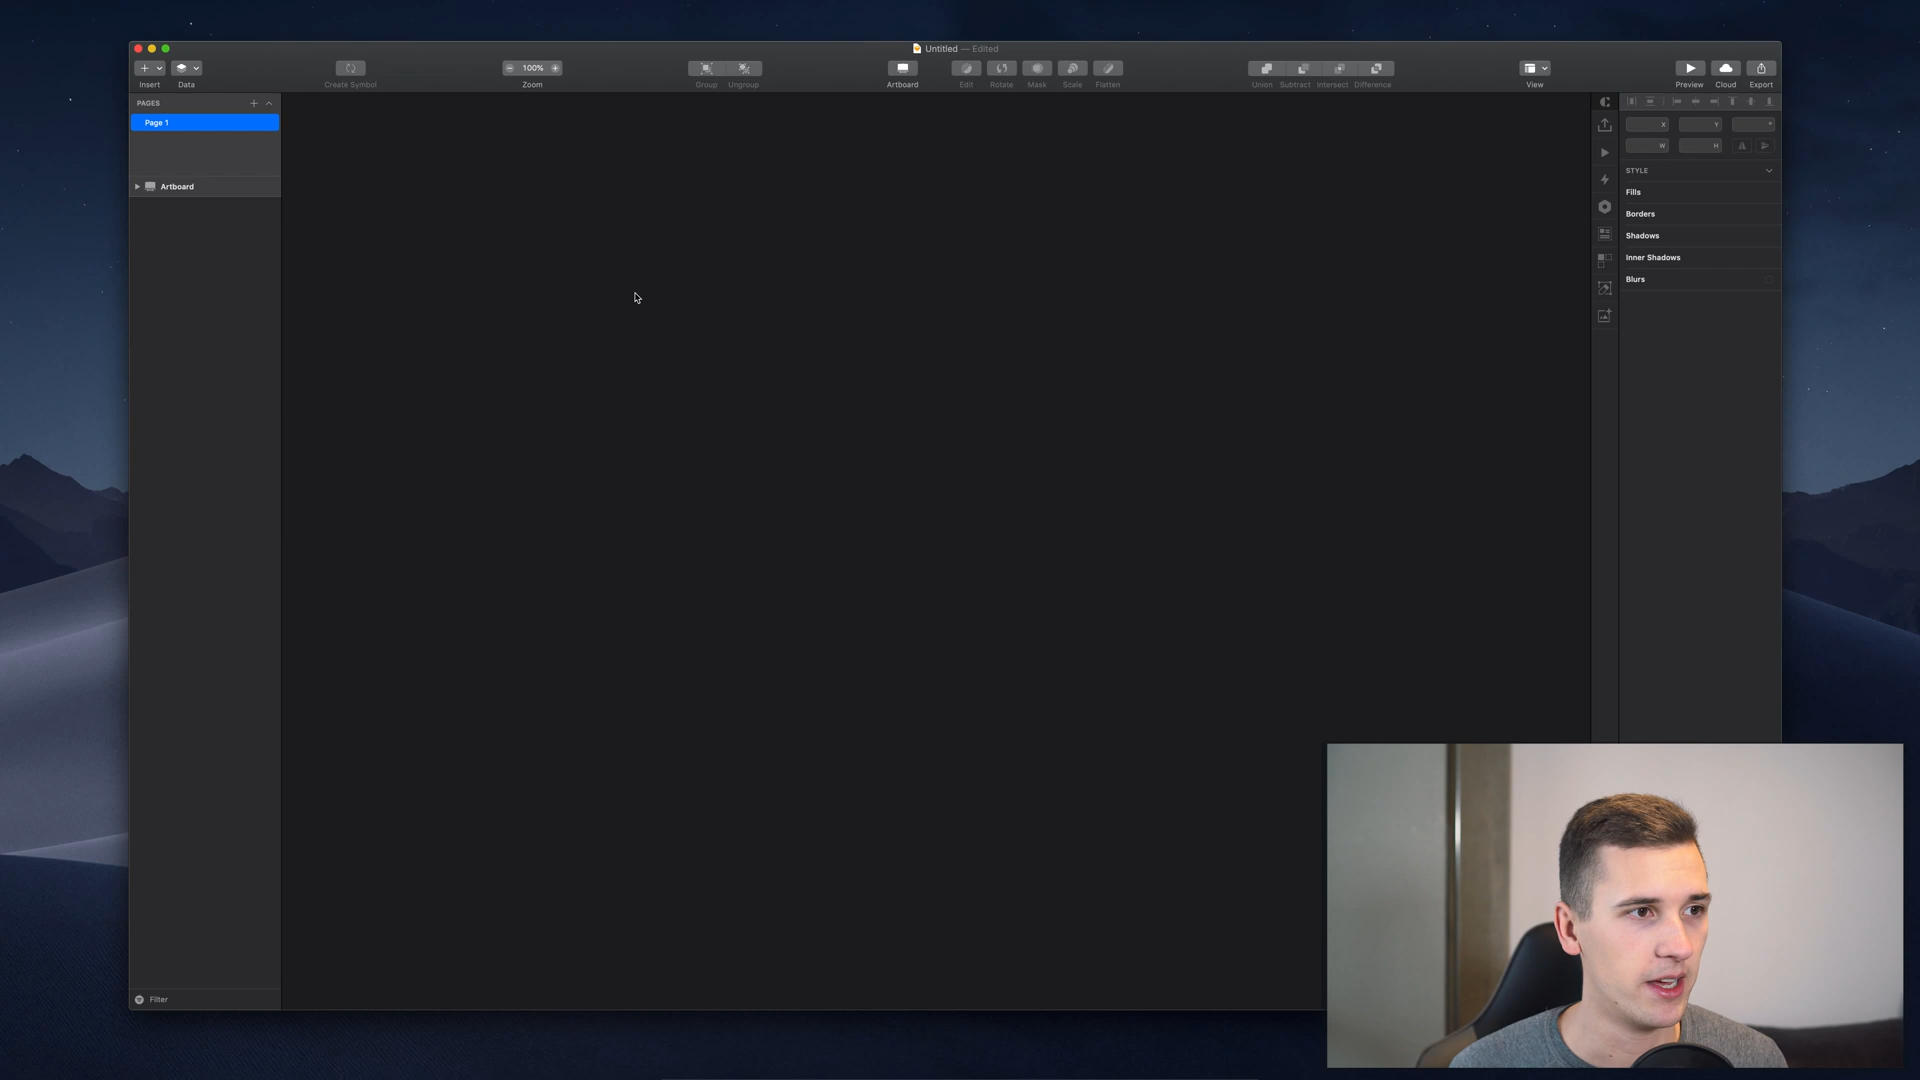 Untitled — Edited
Insert
Data
Create Symbol
100%
Zoom
Group
Ungroup
Artboard
Edit
Rotate
Mask
Scale
Flatten
Union
Subtract
Intersect
Difference
View
Preview
Cloud
Export
PAGES
Page 1
Artboard
Filter
X
Y
°
W
H
STYLE
Fills
Borders
Shadows
Inner Shadows
Blurs